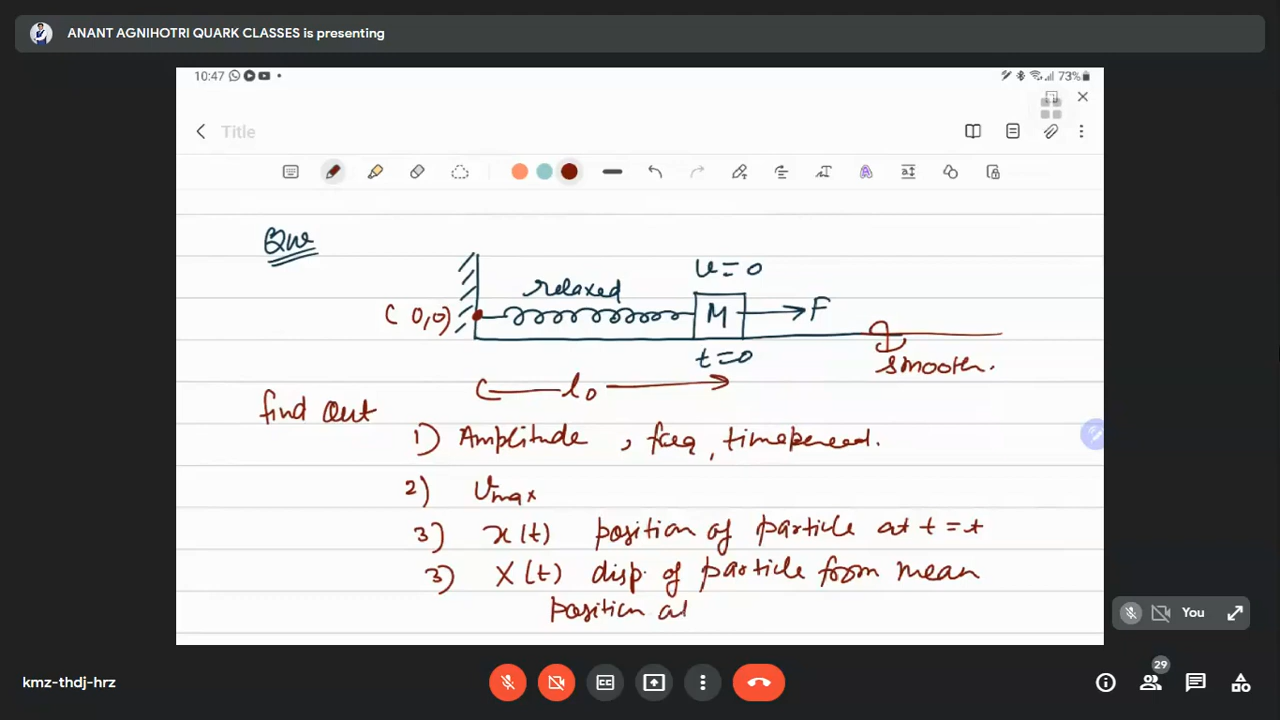 ANANT AGNIHOTRI QUARK CLASSES is presenting
10:47
73%
Title
Que
relaxed
u = 0
(0,0)
M
F
t = 0
smooth.
l0
find Out
1) Amplitude, freq, timepereod.
2) Vmax
3) x(t) position of particle at t = t
3) X(t) disp. of particle from mean
position at
You
29
kmz-thdj-hrz